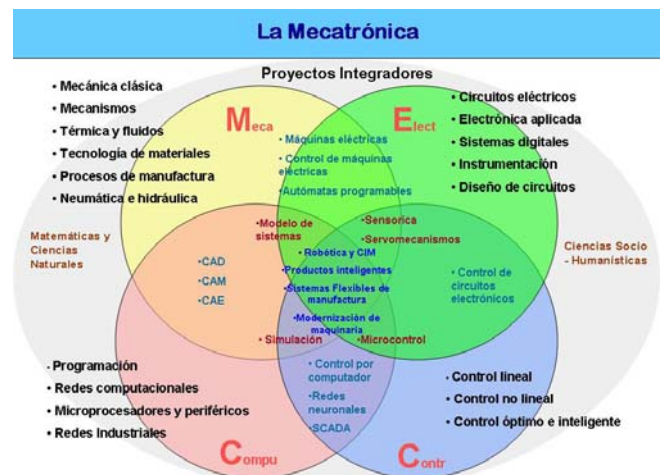 La Mecatrónica
Proyectos Integradores
• Mecánica clásica
• Mecanismos
• Térmica y fluidos
• Tecnología de materiales
• Procesos de manufactura
• Neumática e hidráulica
Meca
Elect
• Circuitos eléctricos
• Electrónica aplicada
• Sistemas digitales
• Instrumentación
• Diseño de circuitos
• Máquinas eléctricas
• Control de máquinas
eléctricas
• Autómatas programables
Matemáticas y
Ciencias
Naturales
• Modelo de
sistemas
• Sensorica
• Servomecanismos
Ciencias Socio
- Humanísticas
• CAD
• CAM
• CAE
• Robótica y CIM
• Productos inteligentes
• Sistemas Flexibles de
manufactura
• Modernización de
maquinaria
• Control de
circuitos
electrónicos
• Simulación
• Microcontrol
· Programación
• Redes computacionales
• Microprocesadores y periféricos
• Redes Industriales
• Control por
computador
• Redes
neuronales
• SCADA
· Control lineal
• Control no lineal
• Control óptimo e inteligente
Compu
Contr